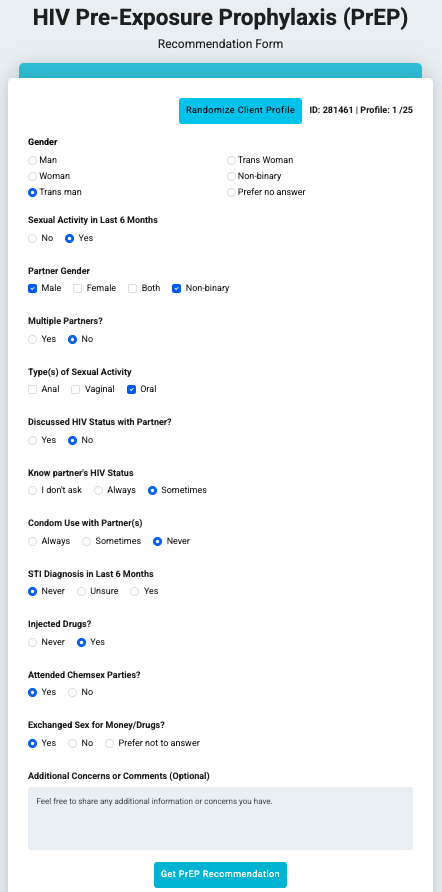 HIV Pre-Exposure Prophylaxis (PrEP)
Recommendation Form
Randomize Client Profile ID: 281461 | Profile: 1 /25
Gender
Man Trans Woman
Woman Non-binary
Trans man Prefer no answer
Sexual Activity in Last 6 Months
No Yes
Partner Gender
Male Female Both Non-binary
Multiple Partners?
Yes No
Type(s) of Sexual Activity
Anal Vaginal Oral
Discussed HIV Status with Partner?
Yes No
Know partner's HIV Status
I don't ask Always Sometimes
Condom Use with Partner(s)
Always Sometimes Never
STI Diagnosis in Last 6 Months
Never Unsure Yes
Injected Drugs?
Never Yes
Attended Chemsex Parties?
Yes No
Exchanged Sex for Money/Drugs?
Yes No Prefer not to answer
Additional Concerns or Comments (Optional)
Feel free to share any additional information or concerns you have.
Get PrEP Recommendation